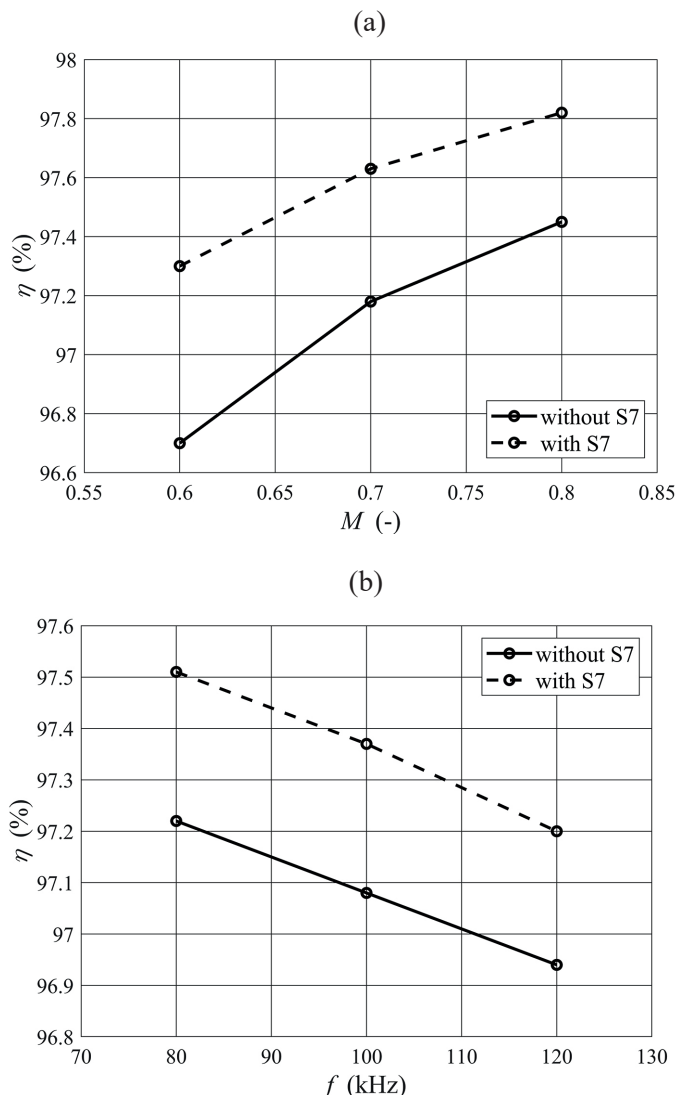 (a)
98
97.8
97.6
97.4
97.2
97
96.8
96.6
η (%)
0.55 0.6 0.65 0.7 0.75 0.8 0.85
M (-)
without S7
with S7
(b)
97.6
97.5
97.4
97.3
97.2
97.1
97
96.9
96.8
η (%)
70 80 90 100 110 120 130
f (kHz)
without S7
with S7